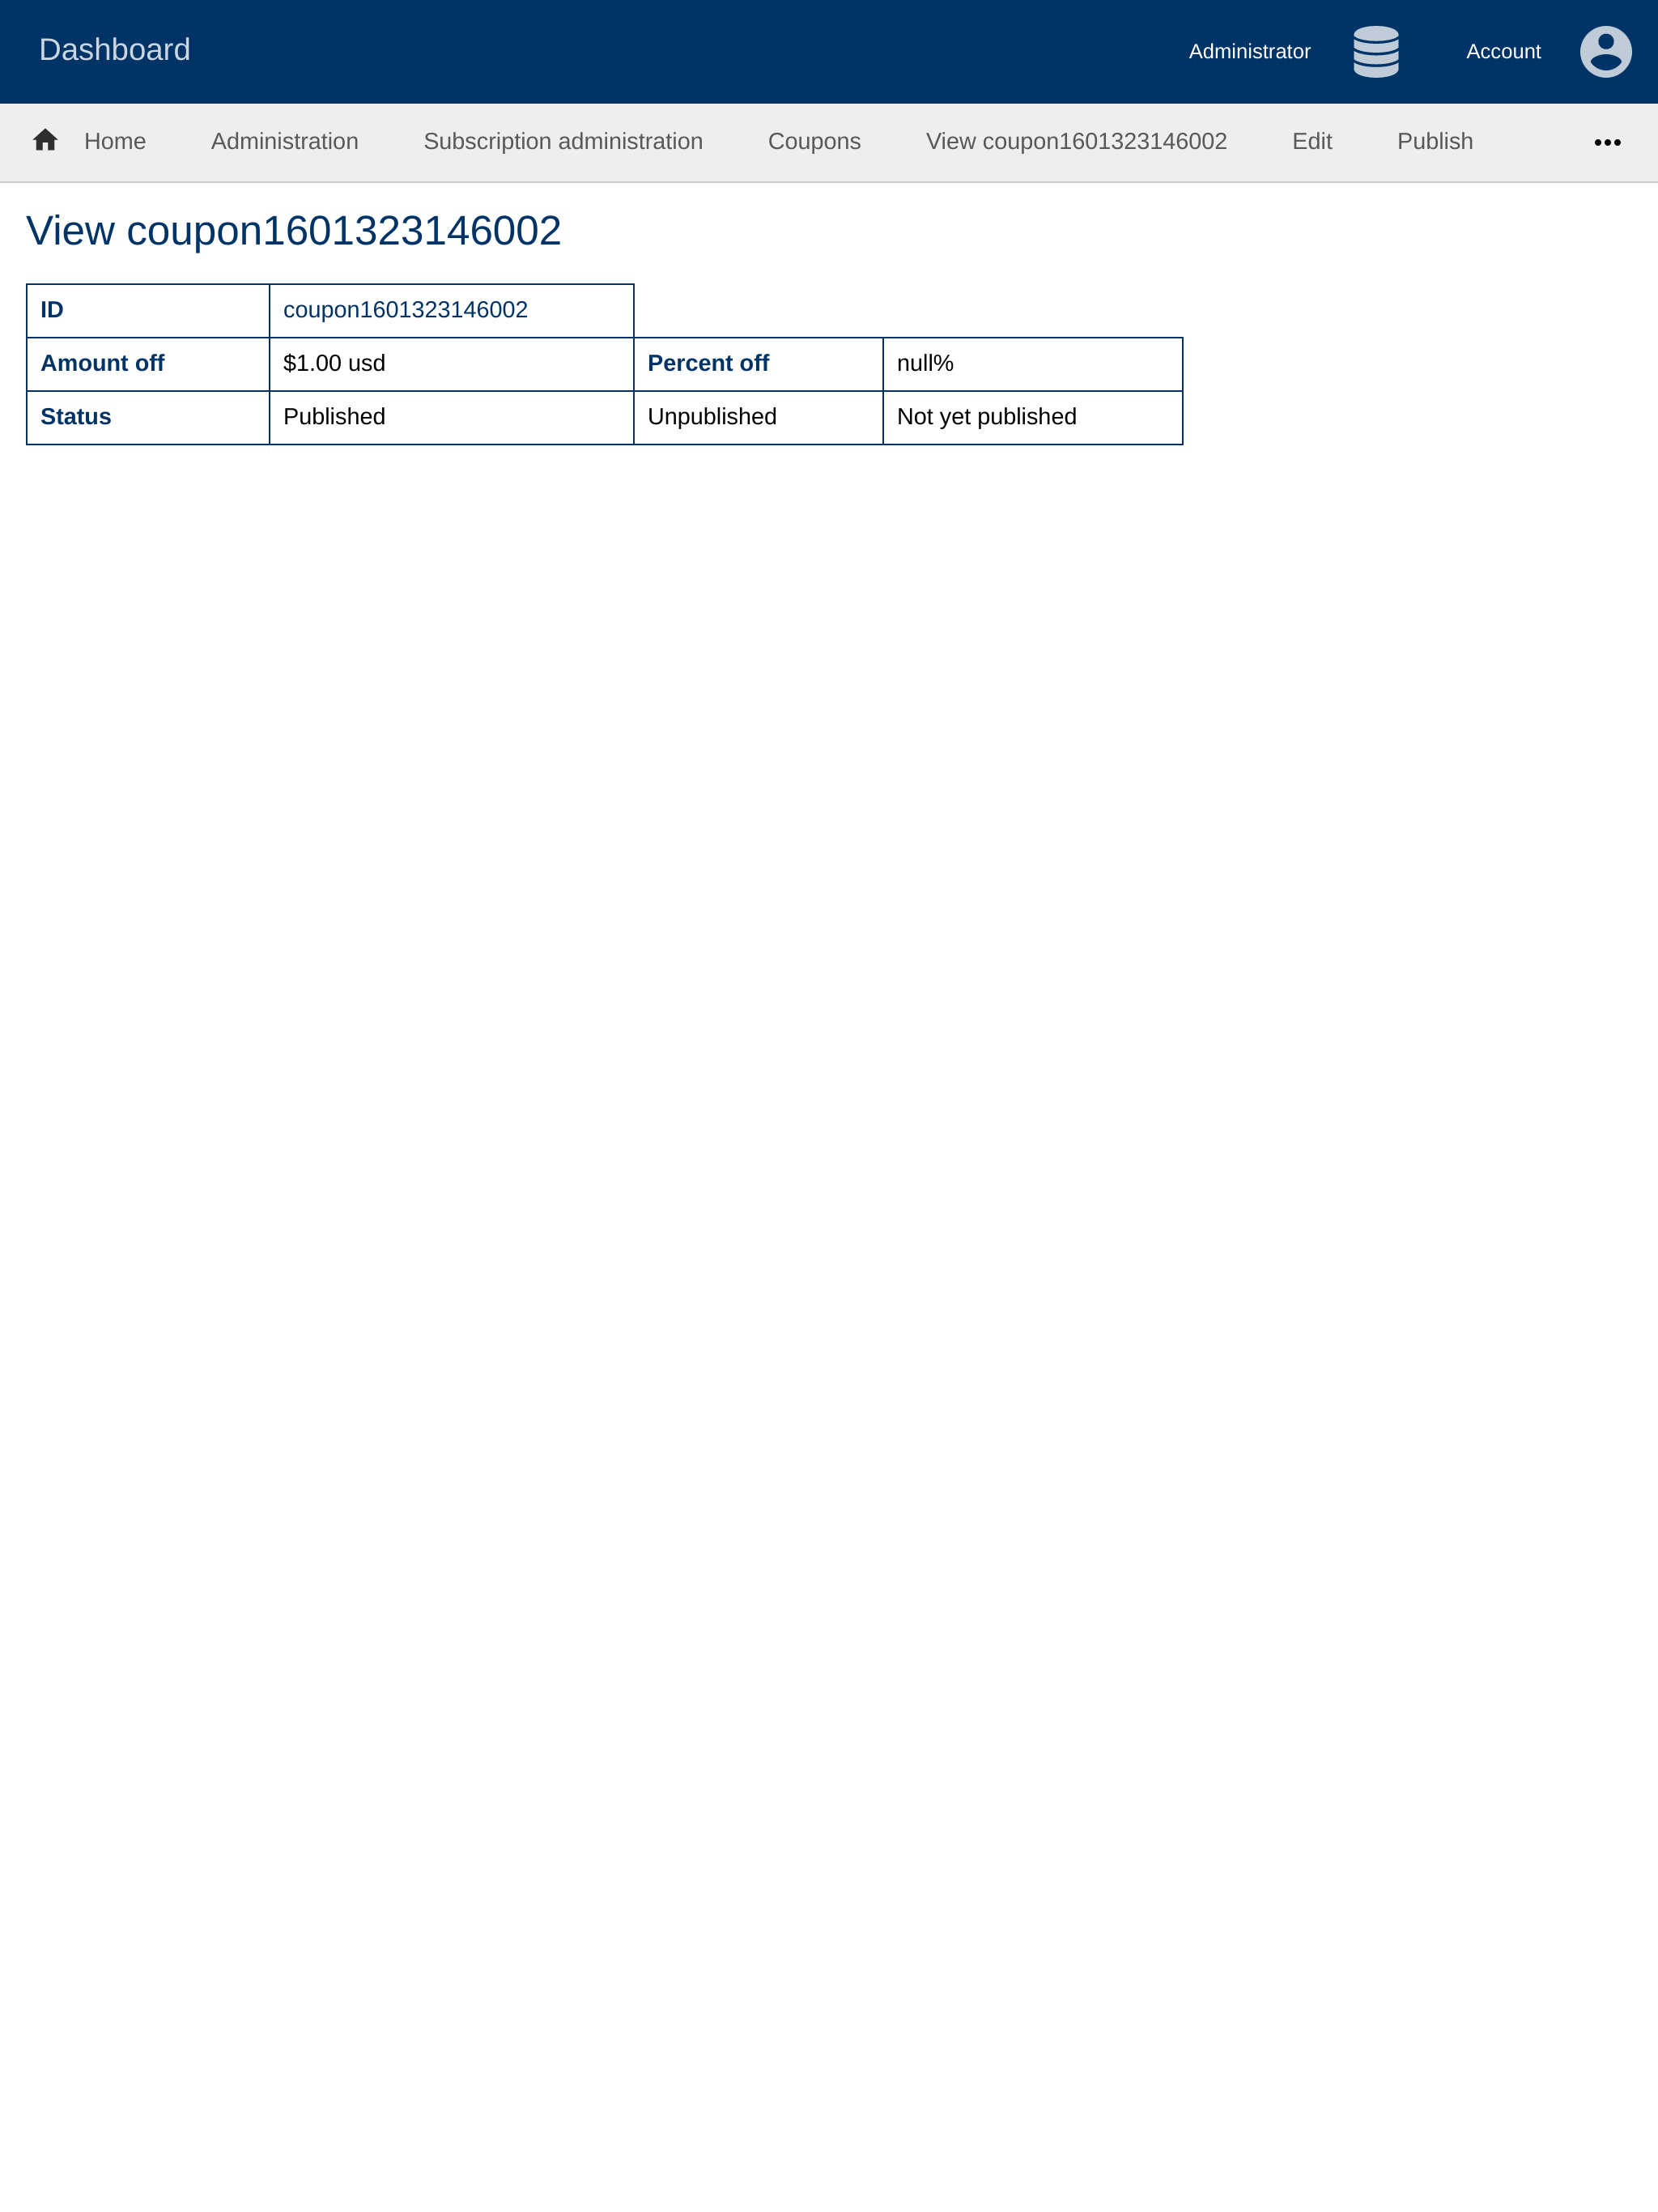 Dashboard Administrator Account
Home Administration Subscription administration Coupons View coupon1601323146002 Edit Publish
View coupon1601323146002
ID coupon1601323146002
Amount off $1.00 usd Percent off null%
Status Published Unpublished Not yet published